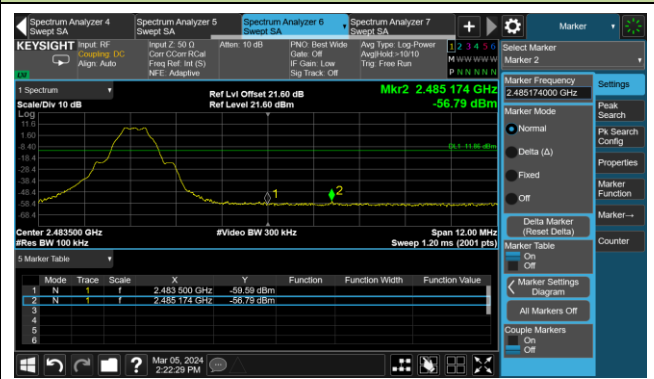 Spectrum Analyzer 4
Swept SA
Spectrum Analyzer 5
Swept SA
Spectrum Analyzer 6
Swept SA
Spectrum Analyzer 7
Swept SA
+
Marker
KEYSIGHT
Input: RF
Coupling: DC
Align: Auto
Input Z: 50 Ω
Corr CCorr RCal
Freq Ref: Int (S)
NFE: Adaptive
Atten: 10 dB
PNO: Best Wide
Gate: Off
IF Gain: Low
Sig Track: Off
Avg Type: Log-Power
Avg|Hold:>10/10
Trig: Free Run
1 2 3 4 5 6
M W W W W W
P N N N N N
LXI
Select Marker
Marker 2
1 Spectrum
Scale/Div 10 dB
Log
Ref Lvl Offset 21.60 dB
Ref Level 21.60 dBm
Mkr2 2.485 174 GHz
-56.79 dBm
11.6
1.60
-8.40
-18.4
-28.4
-38.4
-48.4
-58.4
-68.4
DL1 -11.86 dBm
1
2
Center 2.483500 GHz
#Res BW 100 kHz
#Video BW 300 kHz
Span 12.00 MHz
Sweep 1.20 ms (2001 pts)
5 Marker Table
Mode Trace Scale X Y Function Function Width Function Value
1 N 1 f 2.483 500 GHz -59.59 dBm
2 N 1 f 2.485 174 GHz -56.79 dBm
3
4
5
6
Marker Frequency
2.485174000 GHz
Marker Mode
Normal
Delta (Δ)
Fixed
Off
Delta Marker
(Reset Delta)
Marker Table
On
Off
Marker Settings
Diagram
All Markers Off
Couple Markers
On
Off
Settings
Peak
Search
Pk Search
Config
Properties
Marker
Function
Marker→
Counter
?
Mar 05, 2024
2:22:29 PM